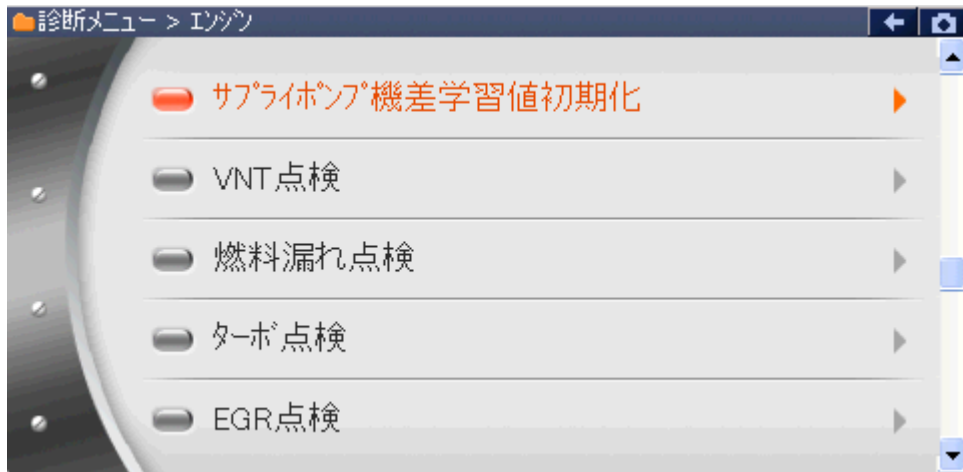 診断メニュー > ｴﾝｼﾞﾝ
ｻﾌﾟﾗｲﾎﾟﾝﾌﾟ機差学習値初期化
VNT点検
燃料漏れ点検
ﾀｰﾎﾞ点検
EGR点検